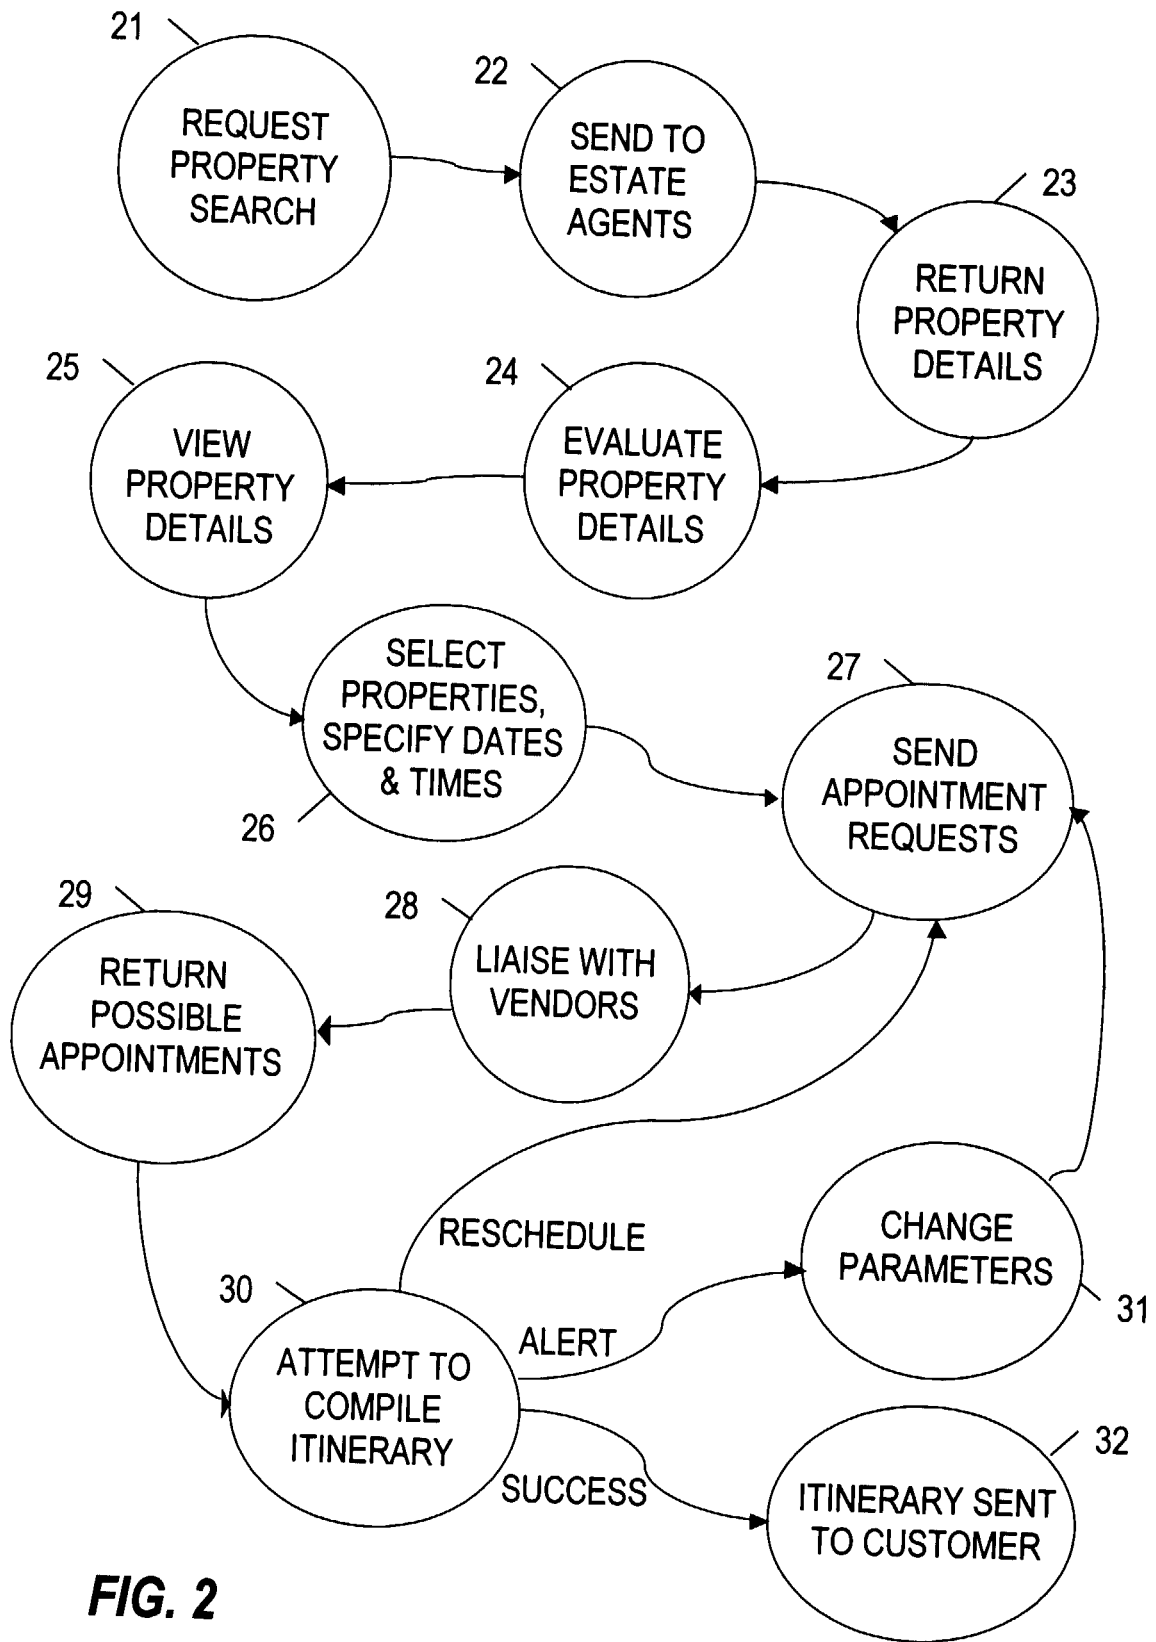 21
REQUEST
PROPERTY
SEARCH
22
SEND TO
ESTATE
AGENTS
23
RETURN
PROPERTY
DETAILS
24
EVALUATE
PROPERTY
DETAILS
25
VIEW
PROPERTY
DETAILS
SELECT
PROPERTIES,
SPECIFY DATES
& TIMES
26
27
SEND
APPOINTMENT
REQUESTS
28
LIAISE WITH
VENDORS
29
RETURN
POSSIBLE
APPOINTMENTS
30
ATTEMPT TO
COMPILE
ITINERARY
RESCHEDULE
ALERT
SUCCESS
CHANGE
PARAMETERS
31
32
ITINERARY SENT
TO CUSTOMER
FIG. 2